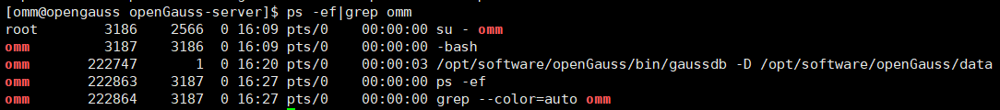 [omm@opengauss openGauss-server]$ ps -ef|grep omm
root        3186    2566  0 16:09 pts/0    00:00:00 su - omm
omm         3187    3186  0 16:09 pts/0    00:00:00 -bash
omm       222747       1  0 16:20 pts/0    00:00:03 /opt/software/openGauss/bin/gaussdb -D /opt/software/openGauss/data
omm       222863    3187  0 16:27 pts/0    00:00:00 ps -ef
omm       222864    3187  0 16:27 pts/0    00:00:00 grep --color=auto omm